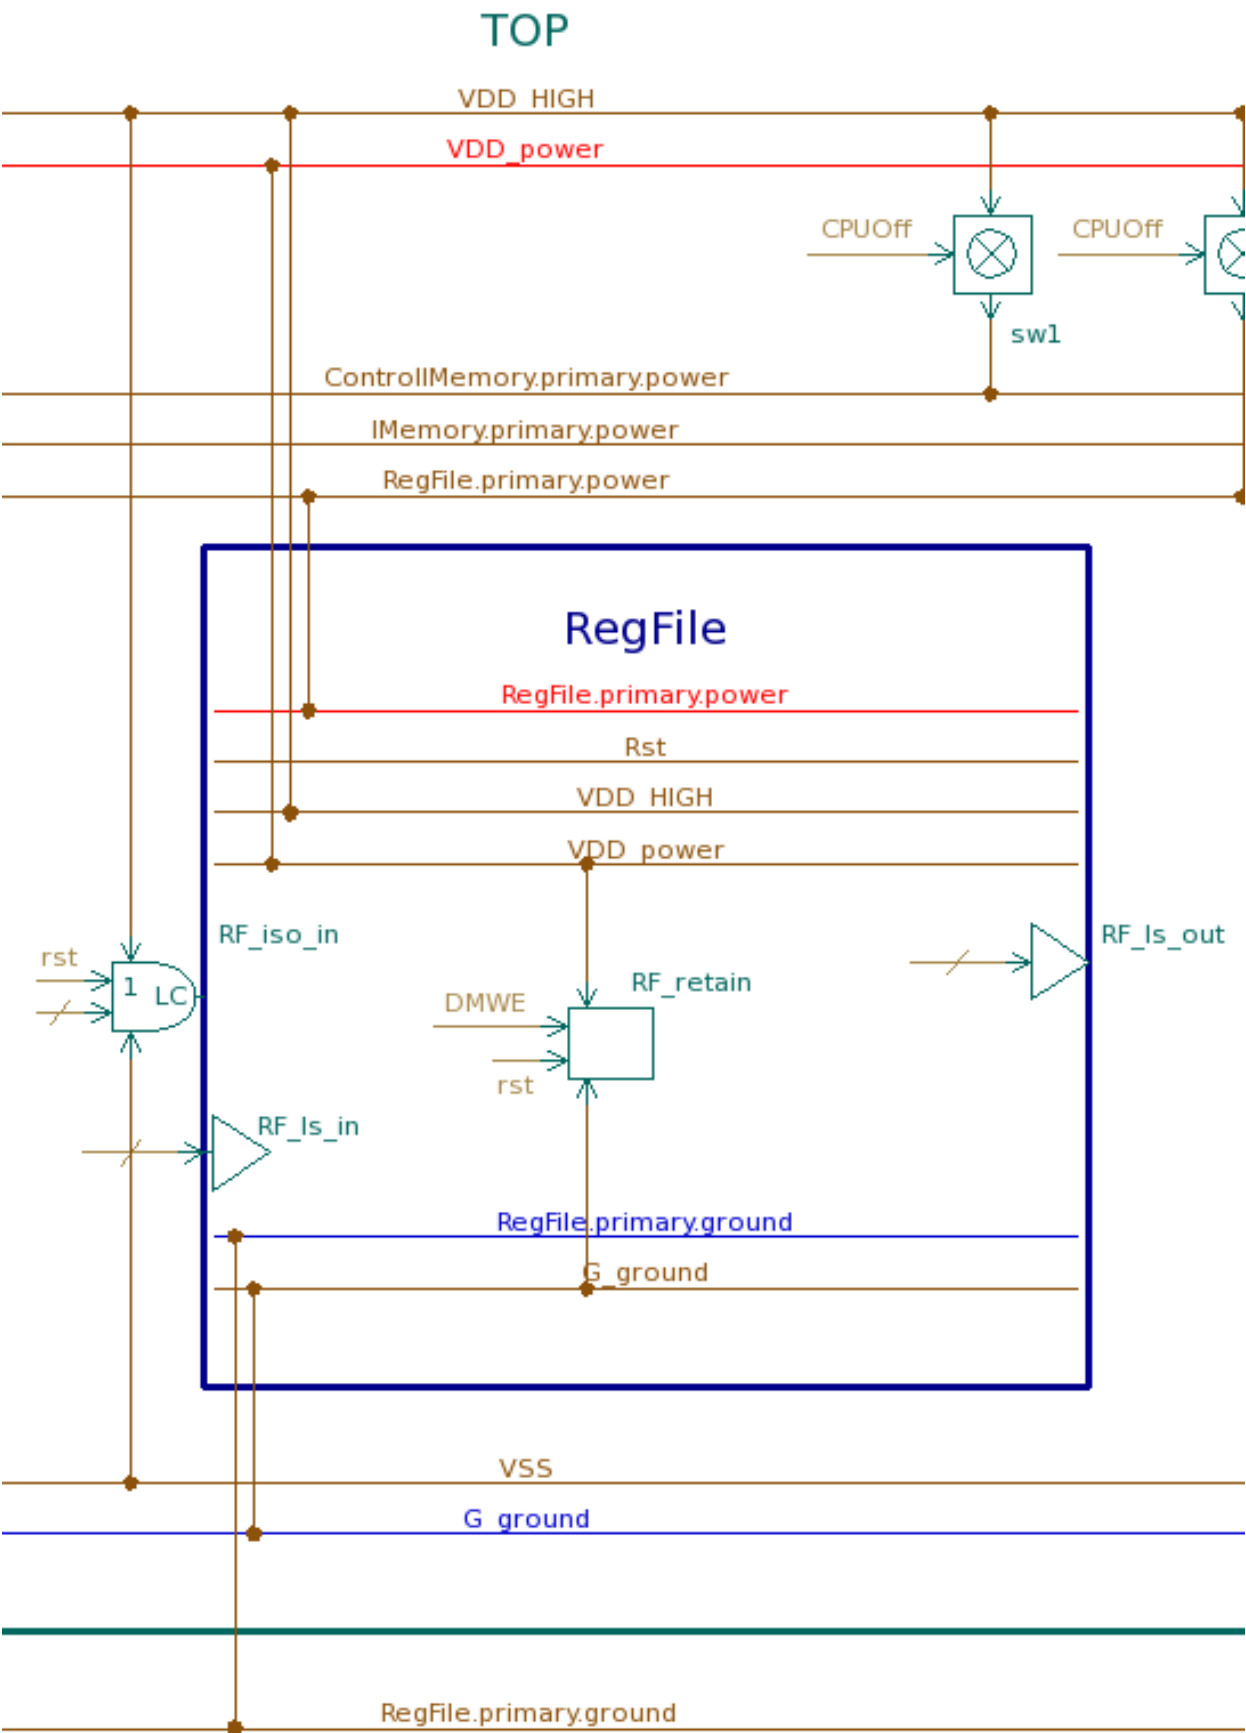 TOP
VDD_HIGH
VDD_power
CPUOff
CPUOff
sw1
ControllMemory.primary.power
IMemory.primary.power
RegFile.primary.power
RegFile
RegFile.primary.power
Rst
VDD_HIGH
VDD_power
RF_iso_in
RF_ls_out
rst
1
LC
RF_retain
DMWE
rst
RF_ls_in
RegFile.primary.ground
G_ground
VSS
G_ground
RegFile.primary.ground